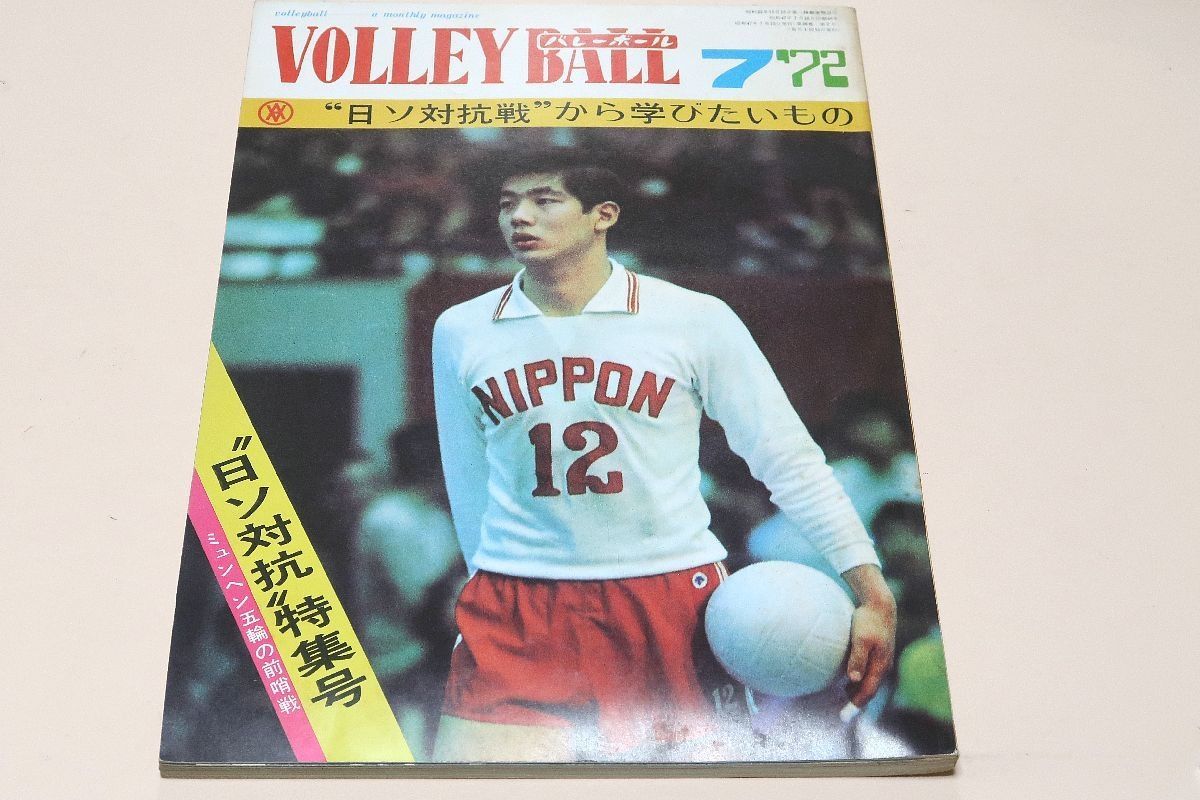 volleyball——a monthly magazine
VOLLEYBALL
バレーボール
7 '72
“日ソ対抗戦”から学びたいもの
NIPPON
12
“日ソ対抗”特集号
ミュンヘン五輪の前哨戦
12